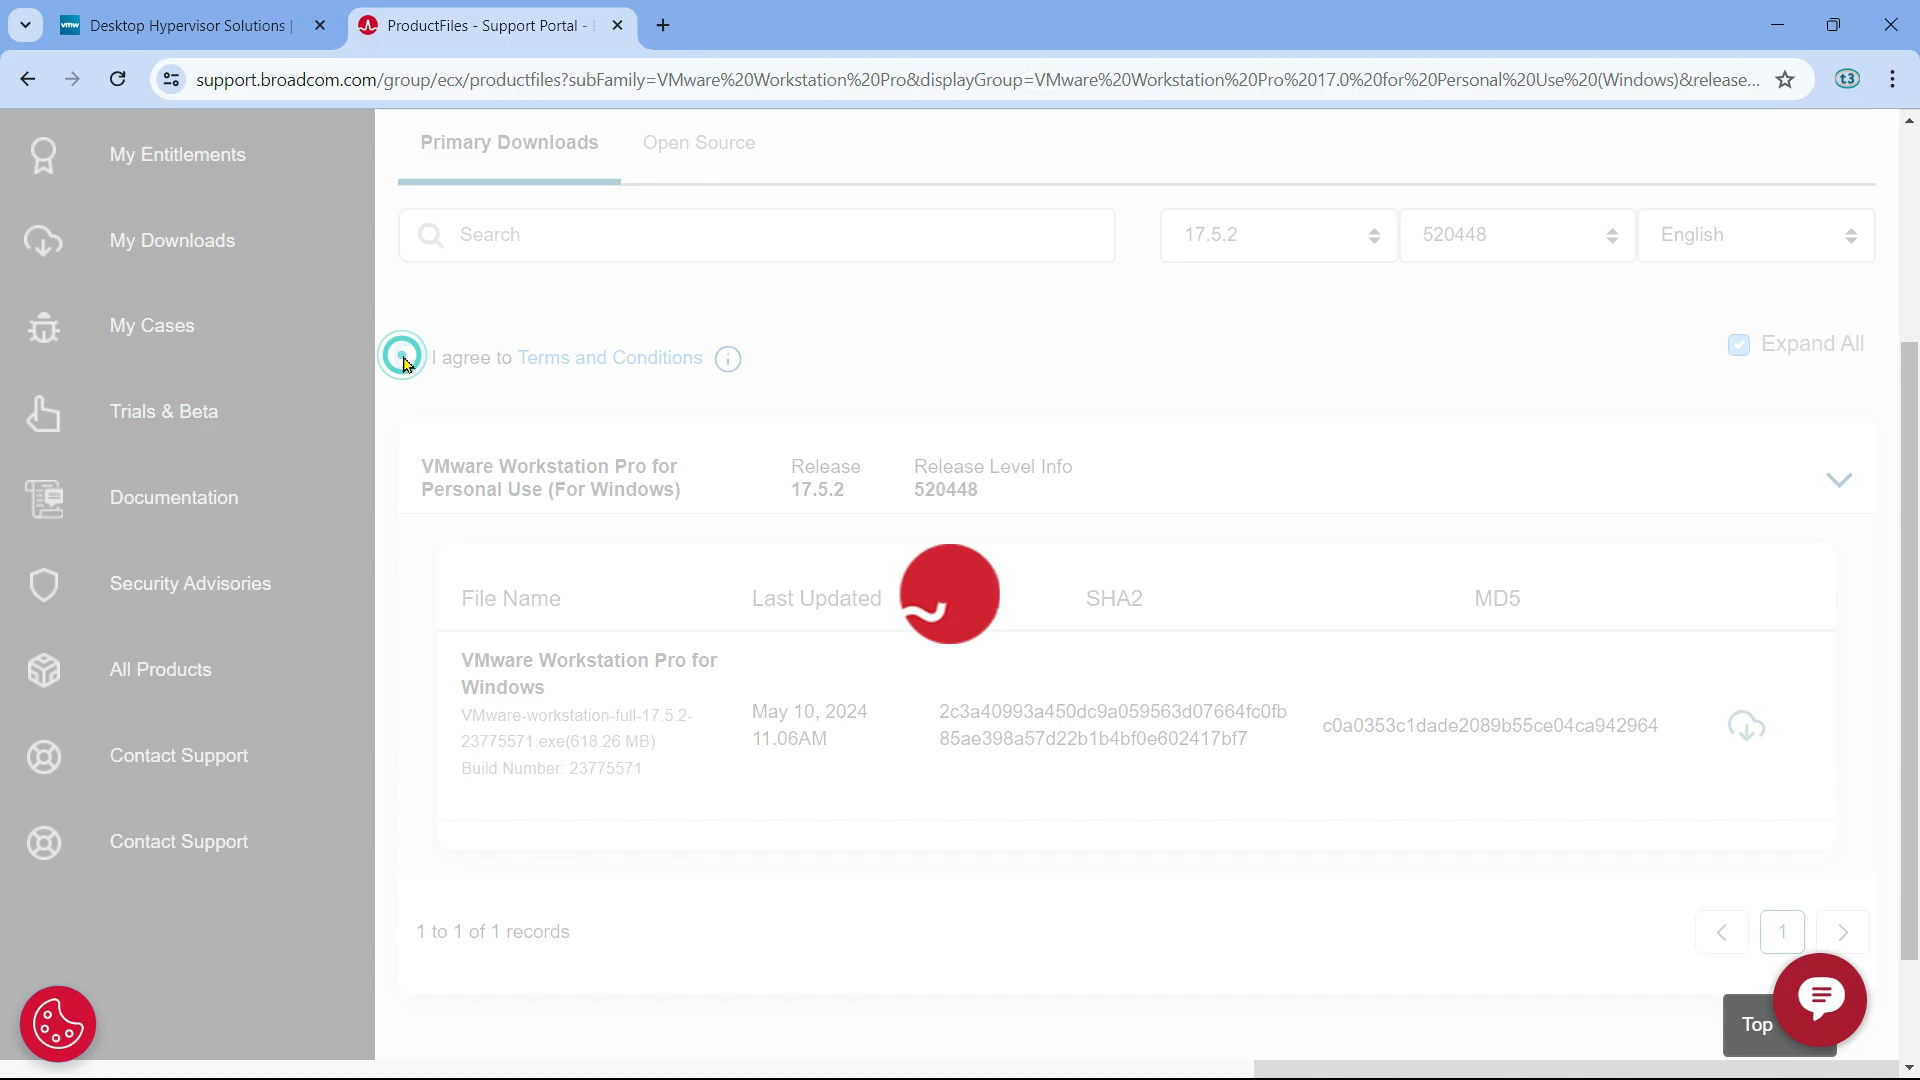 vmw Desktop Hypervisor Solutions |
ProductFiles - Support Portal -
support.broadcom.com/group/ecx/productfiles?subFamily=VMware%20Workstation%20Pro&displayGroup=VMware%20Workstation%20Pro%2017.0%20for%20Personal%20Use%20(Windows)&release...
t3
My Entitlements
My Downloads
My Cases
Trials & Beta
Documentation
Security Advisories
All Products
Contact Support
Contact Support
Primary Downloads
Open Source
Search
17.5.2
520448
English
I agree to Terms and Conditions
Expand All
VMware Workstation Pro for
Personal Use (For Windows)
Release
17.5.2
Release Level Info
520448
File Name
Last Updated
SHA2
MD5
VMware Workstation Pro for
Windows
VMware-workstation-full-17.5.2-
23775571.exe(618.26 MB)
Build Number: 23775571
May 10, 2024
11.06AM
2c3a40993a450dc9a059563d07664fc0fb
85ae398a57d22b1b4bf0e602417bf7
c0a0353c1dade2089b55ce04ca942964
1 to 1 of 1 records
1
Top